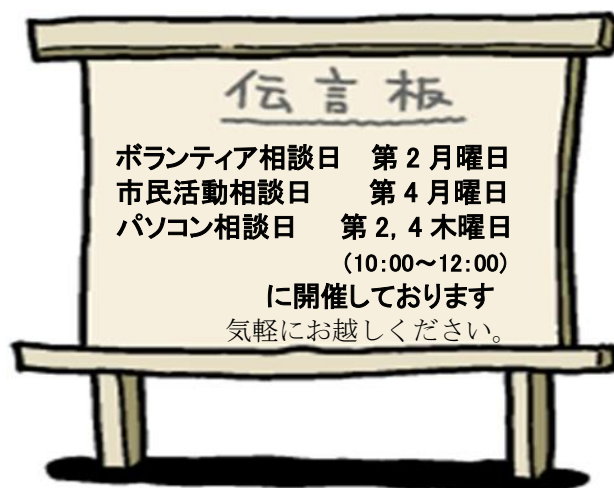 伝言板
ボランティア相談日　第２月曜日
市民活動相談日　　第４月曜日
パソコン相談日　　第２，４木曜日
（10：00～12：00）
に開催しております
気軽にお越しください。